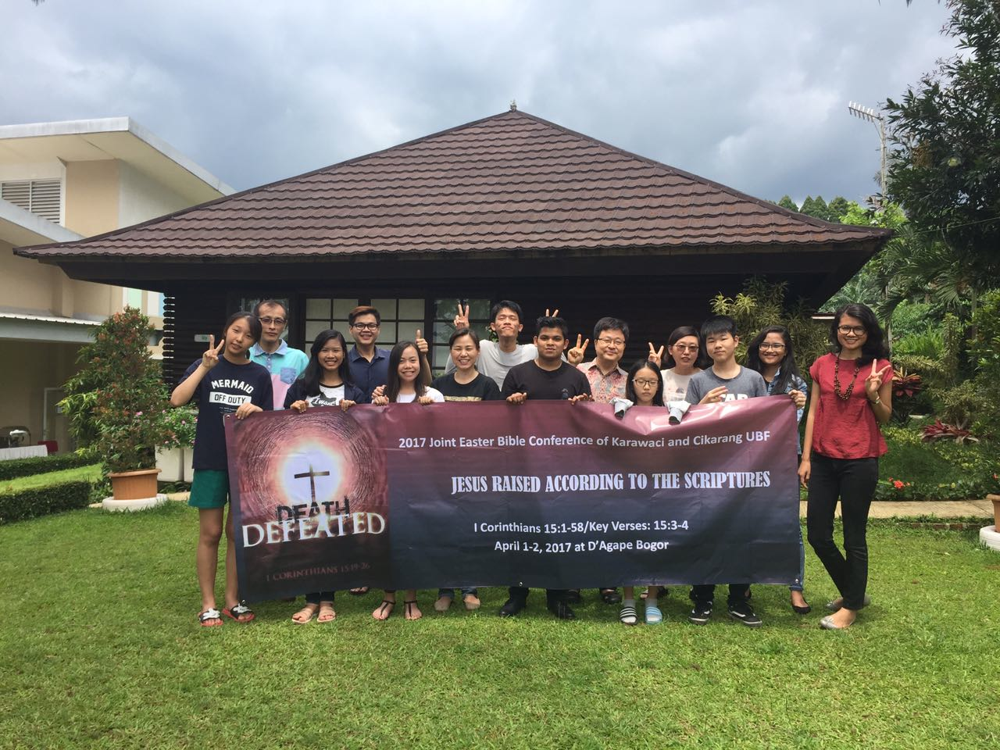 MERMAID
OFF DUTY
2017 Joint Easter Bible Conference of Karawaci and Cikarang UBF
JESUS RAISED ACCORDING TO THE SCRIPTURES
I Corinthians 15:1-58/Key Verses: 15:3-4
April 1-2, 2017 at D'Agape Bogor
DEATH
DEFEATED
1 CORINTHIANS 15:19-26